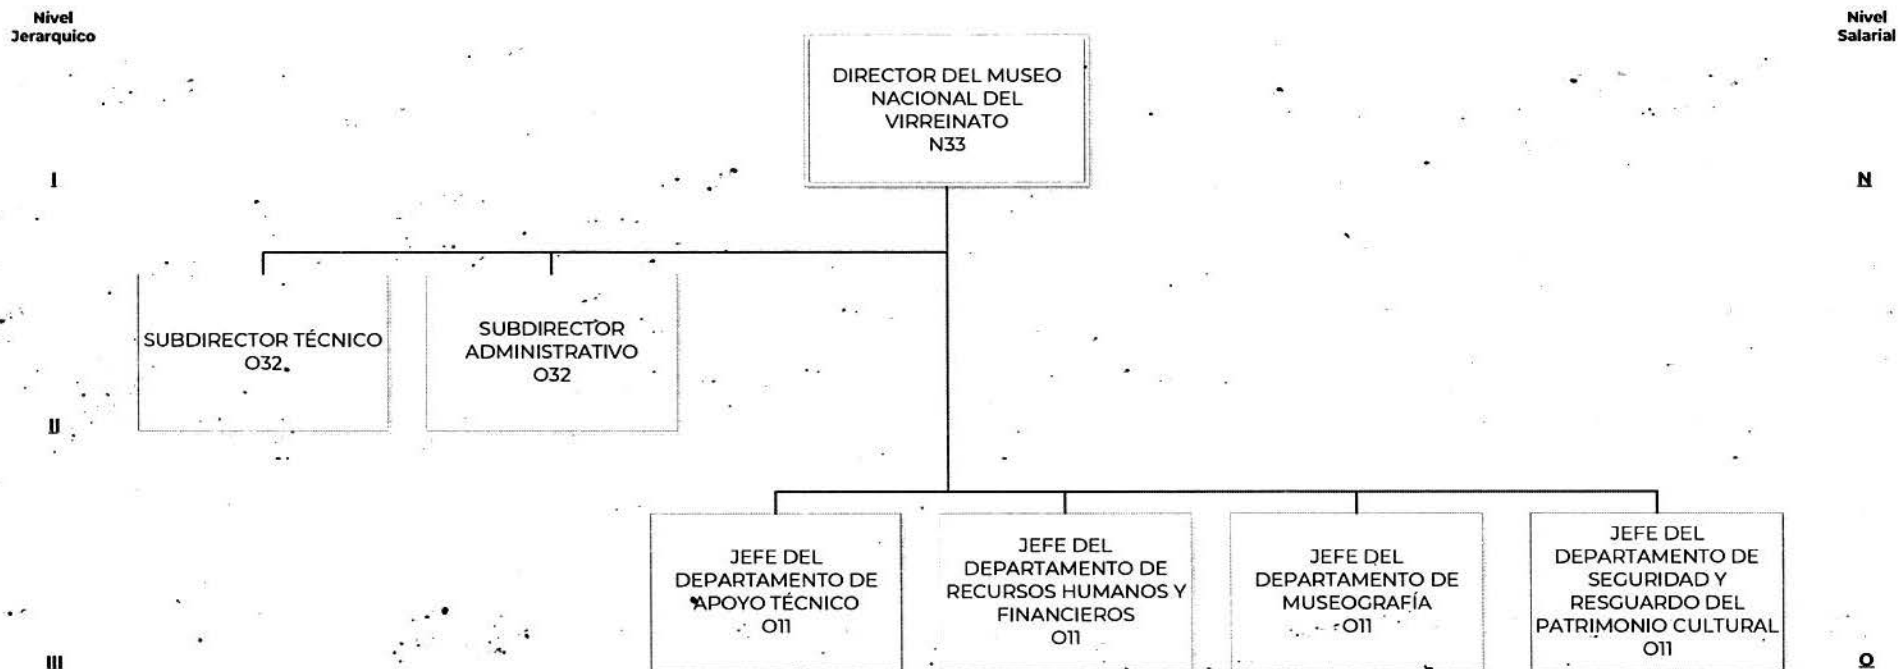 Nivel
Jerarquico
Nivel
Salarial
DIRECTOR DEL MUSEO
NACIONAL DEL
VIRREINATO
N33
I
N
SUBDIRECTOR TÉCNICO
O32
SUBDIRECTOR
ADMINISTRATIVO
O32
II
JEFE DEL
DEPARTAMENTO DE
APOYO TÉCNICO
O11
JEFE DEL
DEPARTAMENTO DE
RECURSOS HUMANOS Y
FINANCIEROS
O11
JEFE DEL
DEPARTAMENTO DE
MUSEOGRAFÍA
O11
JEFE DEL
DEPARTAMENTO DE
SEGURIDAD Y
RESGUARDO DEL
PATRIMONIO CULTURAL
O11
III
O